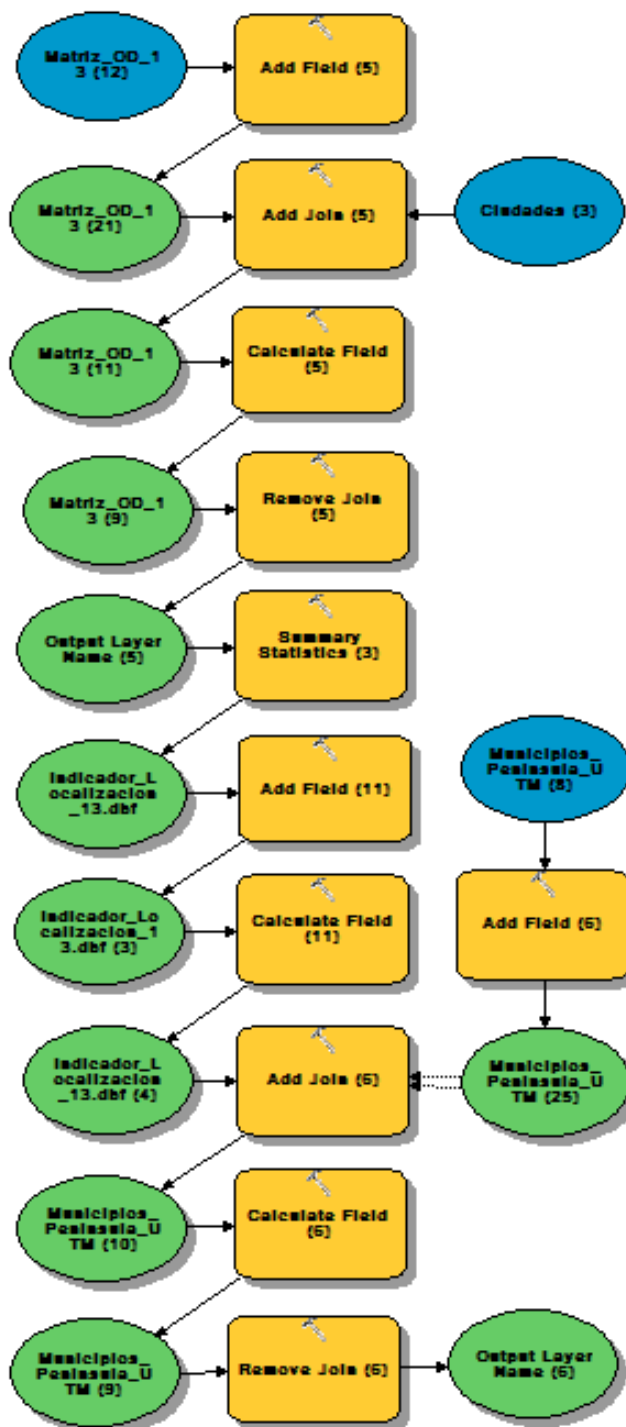 Matriz_OD_1
3 (12)
Add Field (5)
Matriz_OD_1
3 (21)
Add Join (5)
Ciudades (3)
Matriz_OD_1
3 (11)
Calculate Field
(5)
Matriz_OD_1
3 (9)
Remove Join
(5)
Output Layer
Name (5)
Summary
Statistics (3)
Indicador_L
ocalizacion
_13.dbf
Add Field (11)
Municipios_
Peninsula_U
TM (8)
Indicador_Lo
calizacion_1
3.dbf (3)
Calculate Field
(11)
Add Field (6)
Indicador_L
ocalizacion
_13.dbf (4)
Add Join (6)
Municipios_
Peninsula_U
TM (25)
Municipios_
Peninsula_U
TM (10)
Calculate Field
(6)
Municipios_
Peninsula_U
TM (9)
Remove Join (6)
Output Layer
Name (6)